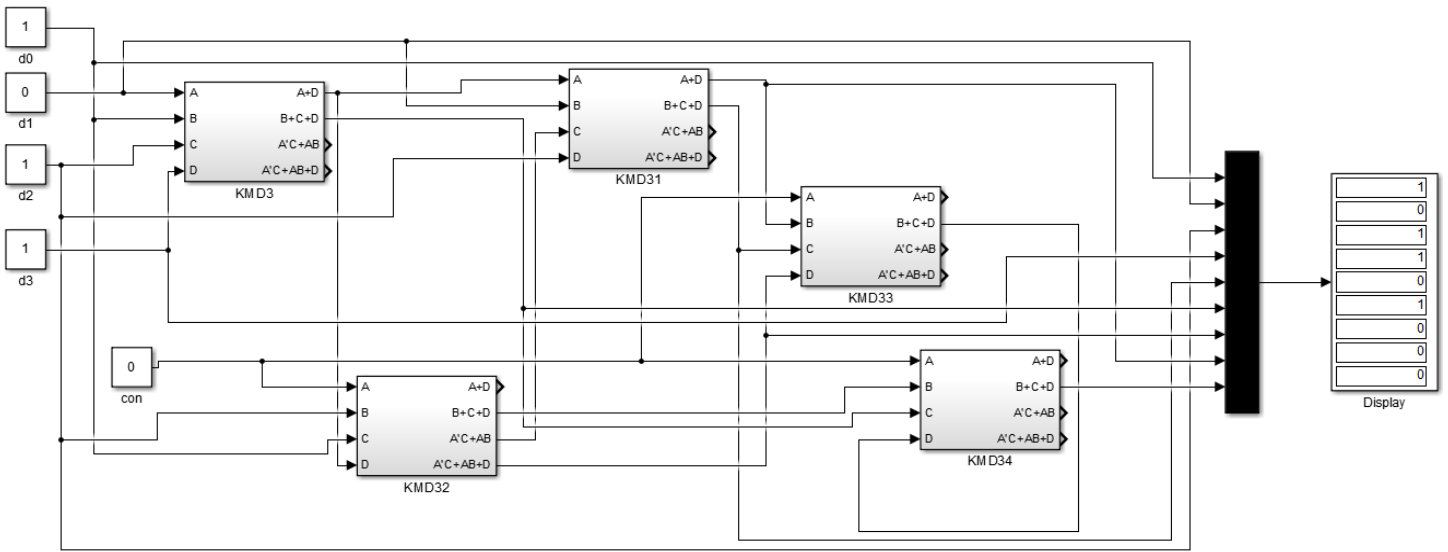 1
d0
0
d1
1
d2
1
d3
0
con
A A+D
B B+C+D
C A'C+AB
D A'C+AB+D
KMD3
A A+D
B B+C+D
C A'C+AB
D A'C+AB+D
KMD31
A A+D
B B+C+D
C A'C+AB
D A'C+AB+D
KMD33
A A+D
B B+C+D
C A'C+AB
D A'C+AB+D
KMD32
A A+D
B B+C+D
C A'C+AB
D A'C+AB+D
KMD34
1
0
1
1
0
1
0
0
0
Display